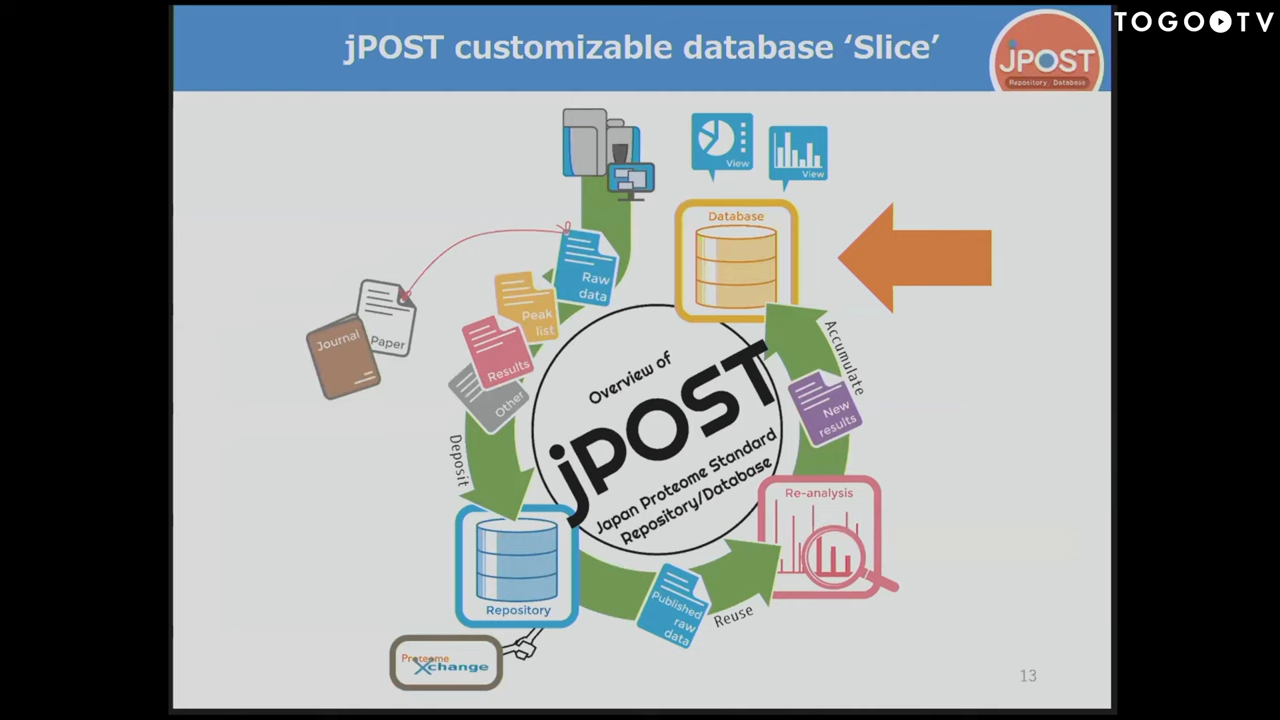 TOGO TV
jPOST customizable database ‘Slice’
jPOST
Repository Database
View
View
Database
Raw
data
Peak
list
Results
Other
Journal
Paper
Accumulate
New
results
Overview of
jPOST
Japan Proteome Standard
Repository/Database
Deposit
Re-analysis
Repository
Published
raw
data
Reuse
Proteome
Xchange
13